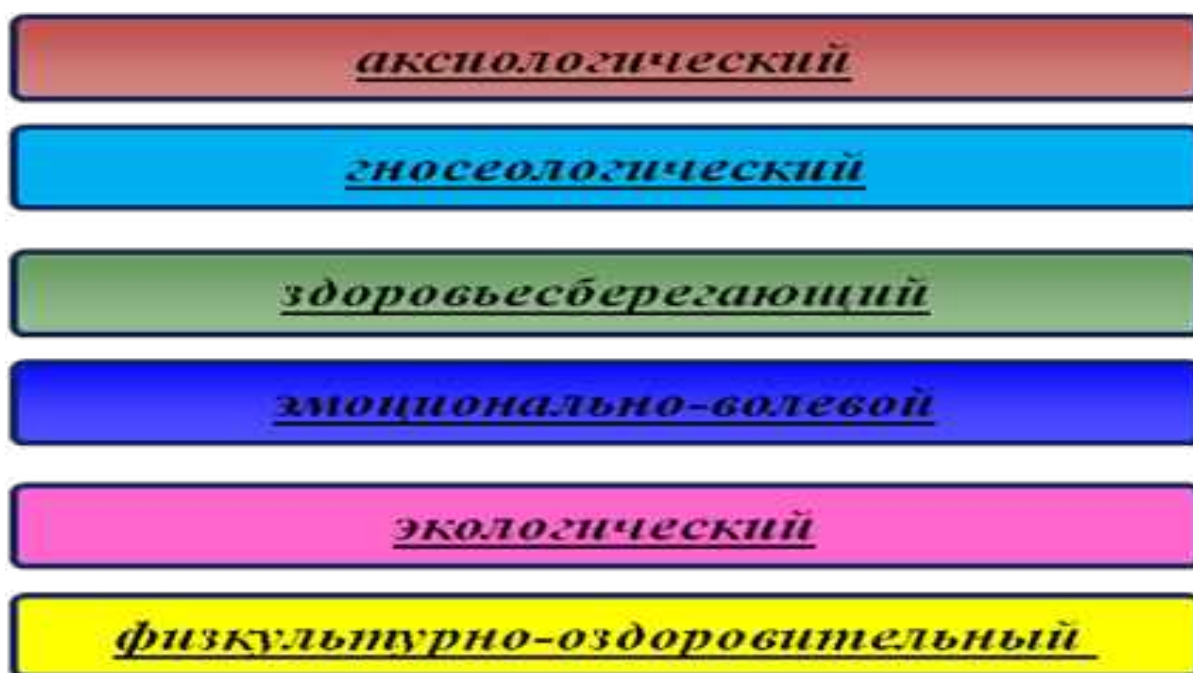 аксиологический
гносеологический
здоровьесберегающий
эмоционально-волевой
экологический
физкультурно-оздоровительный